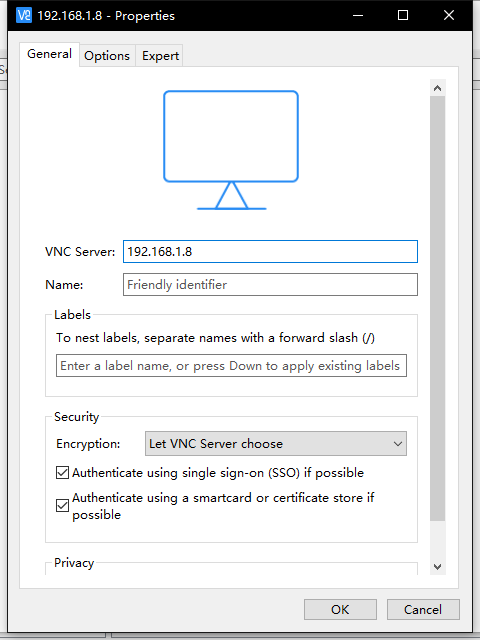 192.168.1.8 - Properties
General Options Expert
VNC Server: 192.168.1.8
Name: Friendly identifier
Labels
To nest labels, separate names with a forward slash (/)
Enter a label name, or press Down to apply existing labels
Security
Encryption: Let VNC Server choose
Authenticate using single sign-on (SSO) if possible
Authenticate using a smartcard or certificate store if
possible
Privacy
OK Cancel